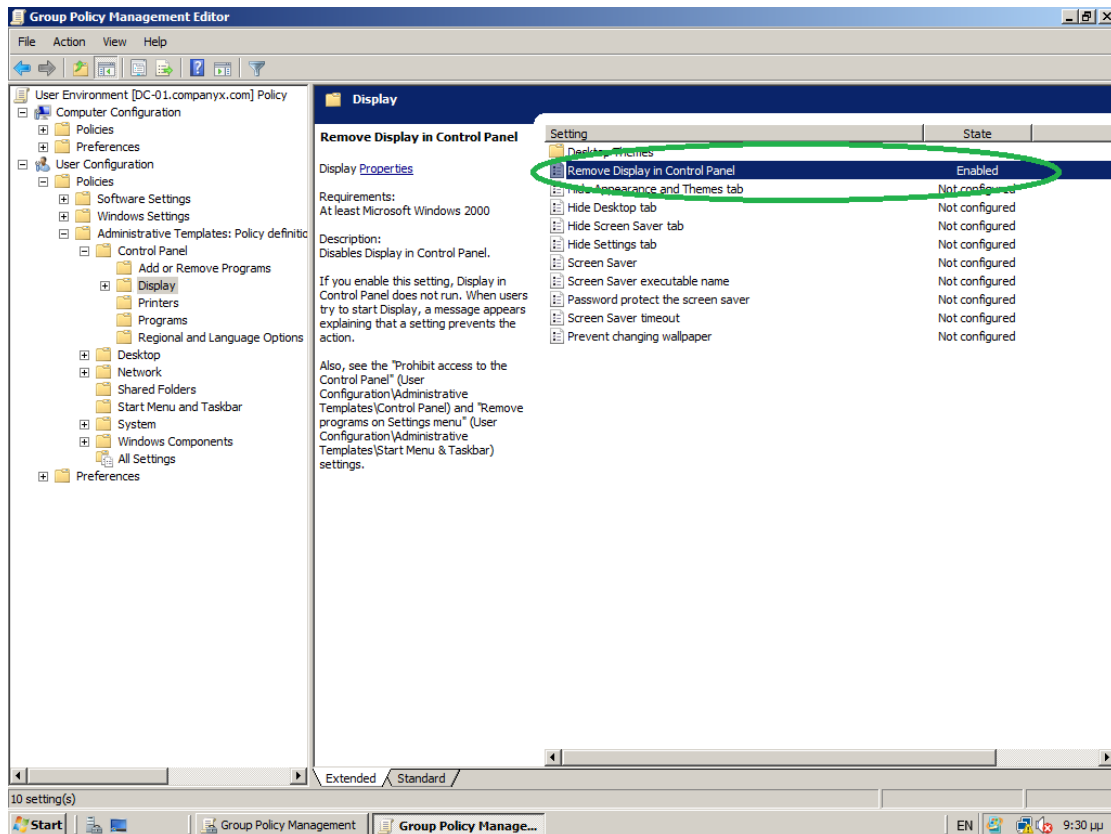 Group Policy Management Editor
File Action View Help
User Environment [DC-01.companyx.com] Policy
Computer Configuration
Policies
Preferences
User Configuration
Policies
Software Settings
Windows Settings
Administrative Templates: Policy definitio
Control Panel
Add or Remove Programs
Display
Printers
Programs
Regional and Language Options
Desktop
Network
Shared Folders
Start Menu and Taskbar
System
Windows Components
All Settings
Preferences
Display
Remove Display in Control Panel
Display Properties
Requirements:
At least Microsoft Windows 2000
Description:
Disables Display in Control Panel.
If you enable this setting, Display in
Control Panel does not run. When users
try to start Display, a message appears
explaining that a setting prevents the
action.
Also, see the "Prohibit access to the
Control Panel" (User
Configuration\Administrative
Templates\Control Panel) and "Remove
programs on Settings menu" (User
Configuration\Administrative
Templates\Start Menu & Taskbar)
settings.
Setting State
Desktop Themes
Remove Display in Control Panel Enabled
Hide Appearance and Themes tab Not configured
Hide Desktop tab Not configured
Hide Screen Saver tab Not configured
Hide Settings tab Not configured
Screen Saver Not configured
Screen Saver executable name Not configured
Password protect the screen saver Not configured
Screen Saver timeout Not configured
Prevent changing wallpaper Not configured
Extended Standard
10 setting(s)
Start Group Policy Management Group Policy Manage... EN 9:30 μμ